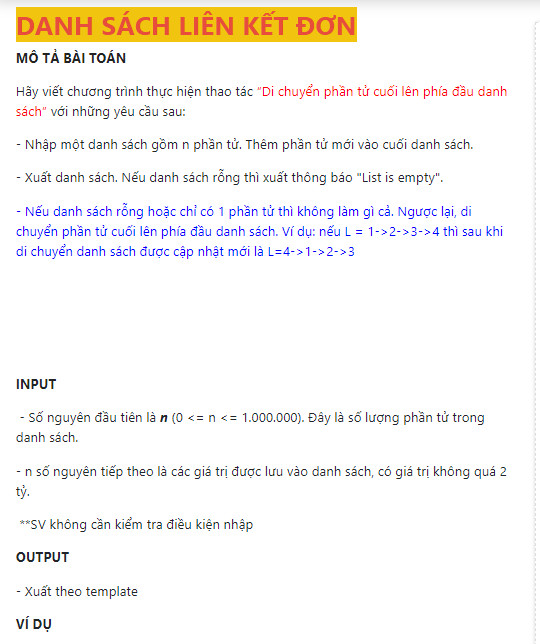 DANH SÁCH LIÊN KẾT ĐƠN
MÔ TẢ BÀI TOÁN
Hãy viết chương trình thực hiện thao tác “Di chuyển phần tử cuối lên phía đầu danh
sách” với những yêu cầu sau:
- Nhập một danh sách gồm n phần tử. Thêm phần tử mới vào cuối danh sách.
- Xuất danh sách. Nếu danh sách rỗng thì xuất thông báo "List is empty".
- Nếu danh sách rỗng hoặc chỉ có 1 phần tử thì không làm gì cả. Ngược lại, di
chuyển phần tử cuối lên phía đầu danh sách. Ví dụ: nếu L = 1->2->3->4 thì sau khi
di chuyển danh sách được cập nhật mới là L=4->1->2->3
INPUT
- Số nguyên đầu tiên là n (0 <= n <= 1.000.000). Đây là số lượng phần tử trong
danh sách.
- n số nguyên tiếp theo là các giá trị được lưu vào danh sách, có giá trị không quá 2
tỷ.
**SV không cần kiểm tra điều kiện nhập
OUTPUT
- Xuất theo template
VÍ DỤ